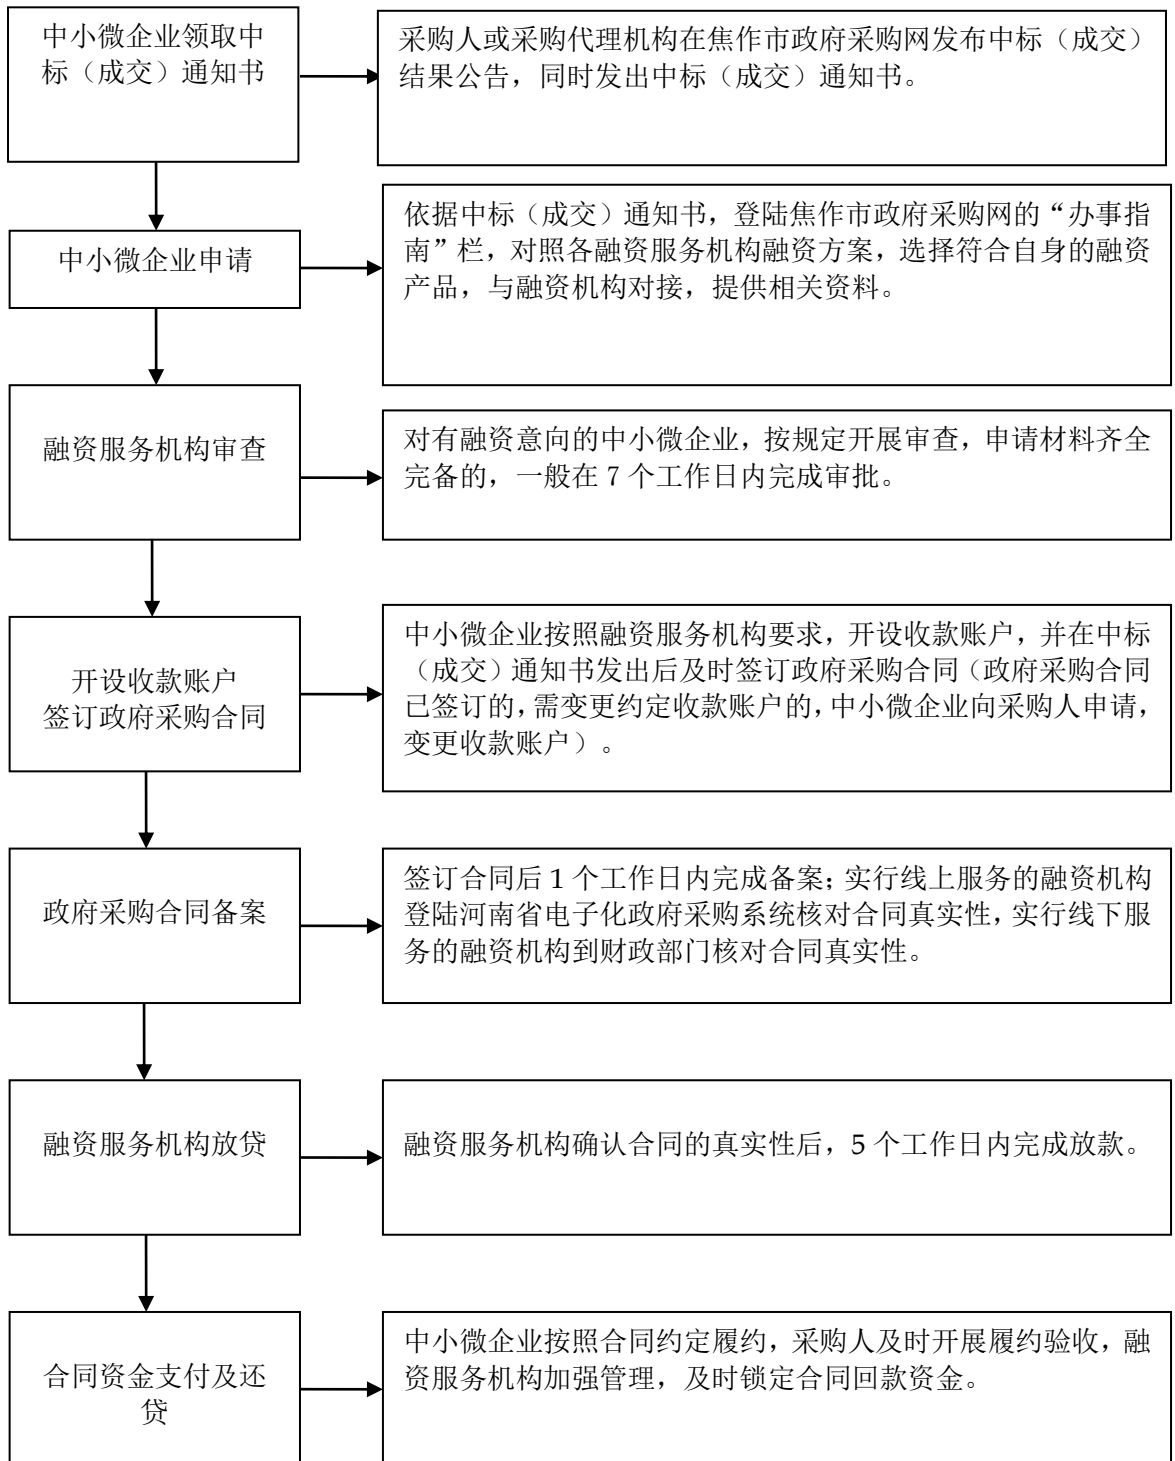 中小微企业领取中
标（成交）通知书
采购人或采购代理机构在焦作市政府采购网发布中标（成交）
结果公告，同时发出中标（成交）通知书。
中小微企业申请
依据中标（成交）通知书，登陆焦作市政府采购网的“办事指
南”栏，对照各融资服务机构融资方案，选择符合自身的融资
产品，与融资机构对接，提供相关资料。
融资服务机构审查
对有融资意向的中小微企业，按规定开展审查，申请材料齐全
完备的，一般在 7 个工作日内完成审批。
开设收款账户
签订政府采购合同
中小微企业按照融资服务机构要求，开设收款账户，并在中标
（成交）通知书发出后及时签订政府采购合同（政府采购合同
已签订的，需变更约定收款账户的，中小微企业向采购人申请，
变更收款账户）。
政府采购合同备案
签订合同后 1 个工作日内完成备案；实行线上服务的融资机构
登陆河南省电子化政府采购系统核对合同真实性，实行线下服
务的融资机构到财政部门核对合同真实性。
融资服务机构放贷
融资服务机构确认合同的真实性后，5 个工作日内完成放款。
合同资金支付及还
贷
中小微企业按照合同约定履约，采购人及时开展履约验收，融
资服务机构加强管理，及时锁定合同回款资金。